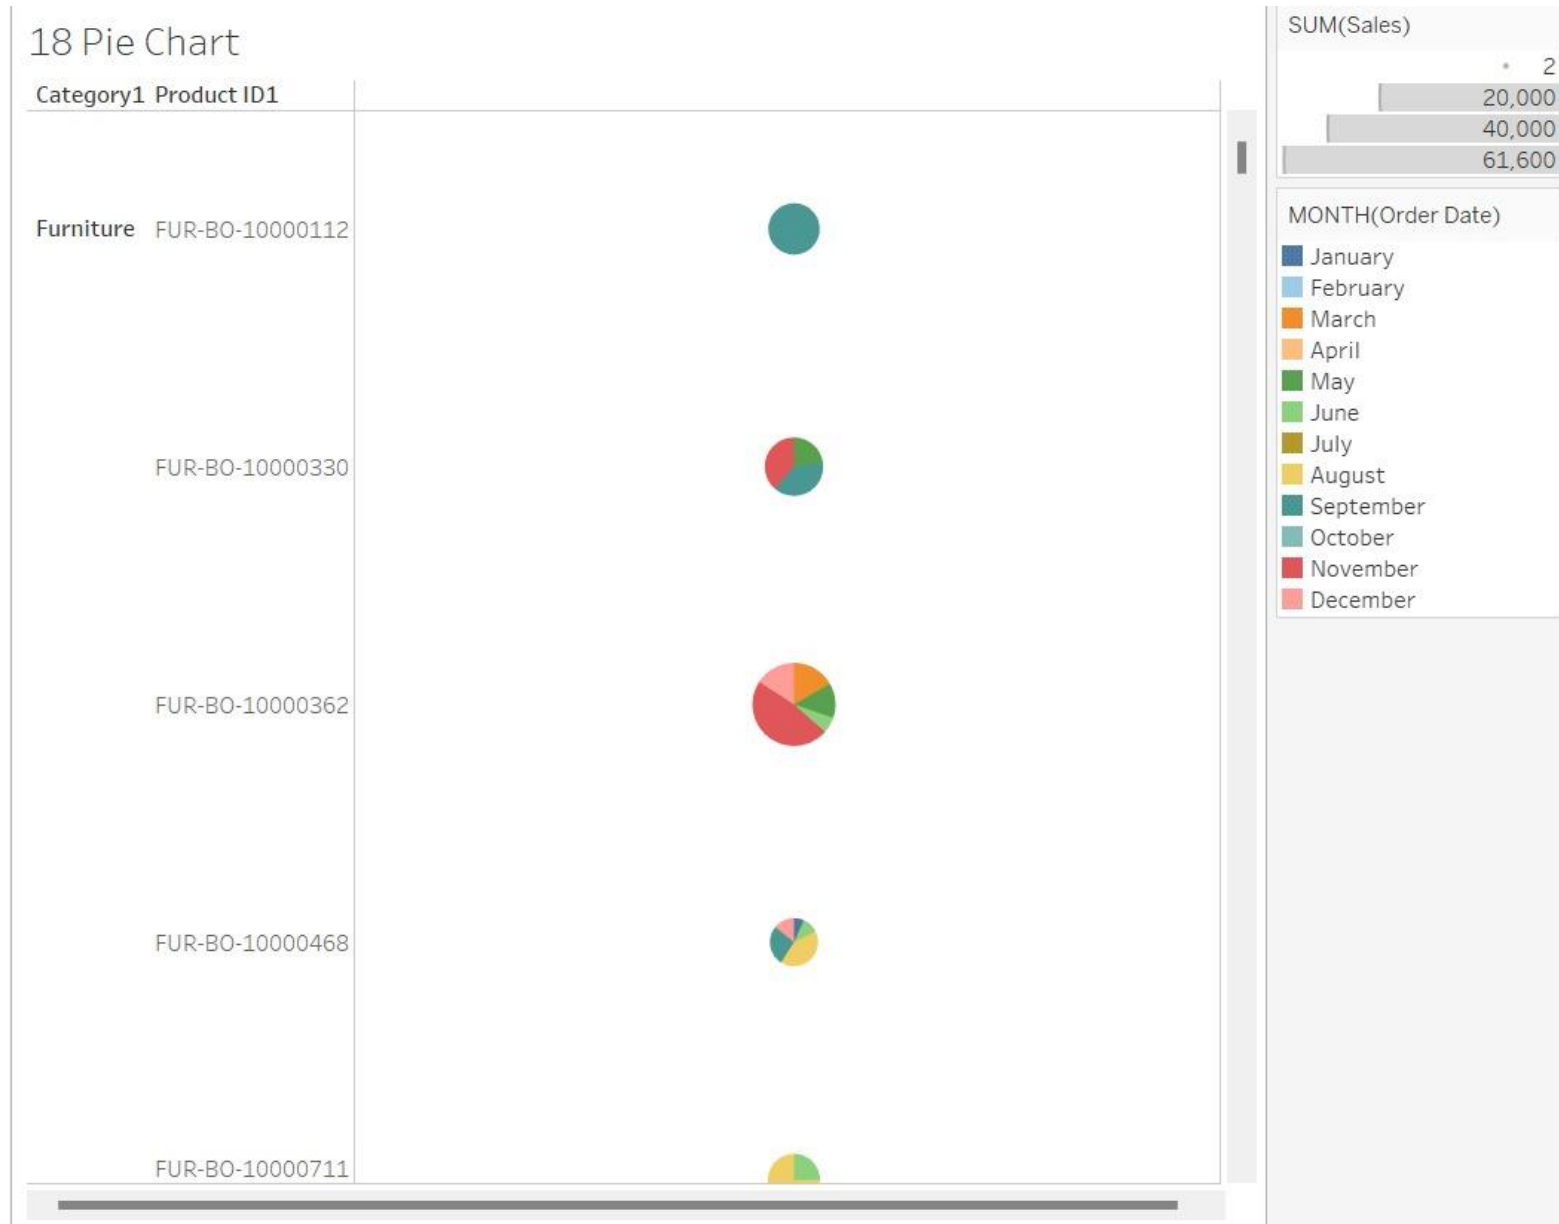 18 Pie Chart
Category1 Product ID1
Furniture FUR-BO-10000112
FUR-BO-10000330
FUR-BO-10000362
FUR-BO-10000468
FUR-BO-10000711
SUM(Sales)
2
20,000
40,000
61,600
MONTH(Order Date)
January
February
March
April
May
June
July
August
September
October
November
December